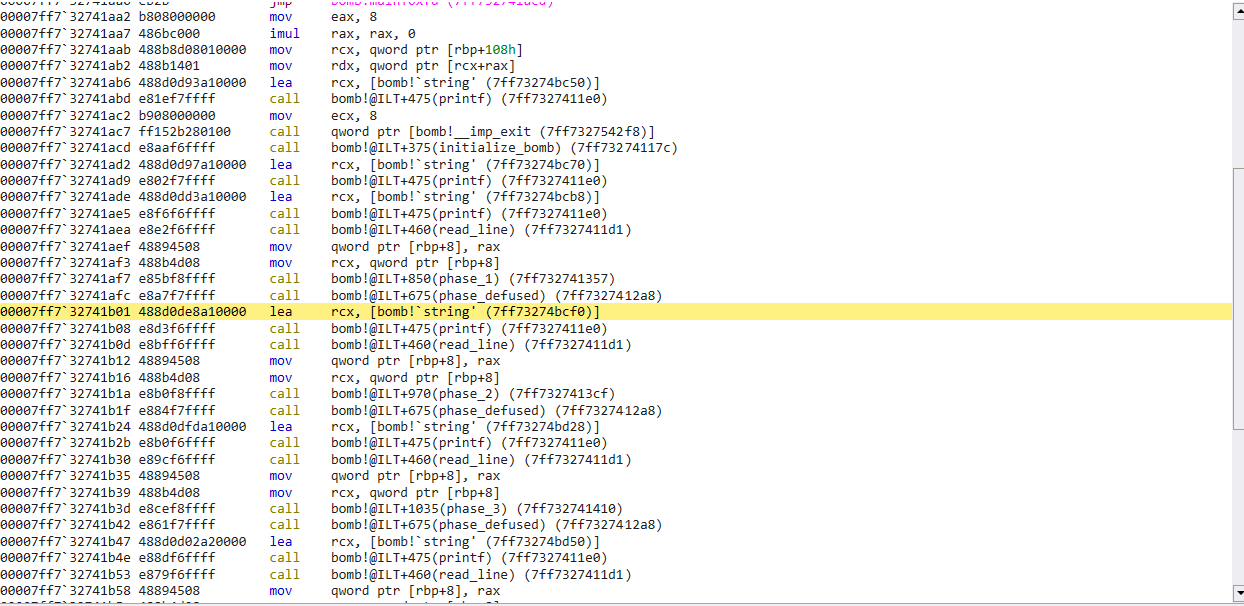 00007ff7`32741aa2 b808000000 mov eax, 8
00007ff7`32741aa7 486bc000 imul rax, rax, 0
00007ff7`32741aab 488b8d08010000 mov rcx, qword ptr [rbp+108h]
00007ff7`32741ab2 488b1401 mov rdx, qword ptr [rcx+rax]
00007ff7`32741ab6 488d0d93a10000 lea rcx, [bomb!`string' (7ff73274bc50)]
00007ff7`32741abd e81ef7ffff call bomb!@ILT+475(printf) (7ff7327411e0)
00007ff7`32741ac2 b908000000 mov ecx, 8
00007ff7`32741ac7 ff152b280100 call qword ptr [bomb!__imp_exit (7ff7327542f8)]
00007ff7`32741acd e8aaf6ffff call bomb!@ILT+375(initialize_bomb) (7ff73274117c)
00007ff7`32741ad2 488d0d97a10000 lea rcx, [bomb!`string' (7ff73274bc70)]
00007ff7`32741ad9 e802f7ffff call bomb!@ILT+475(printf) (7ff7327411e0)
00007ff7`32741ade 488d0dd3a10000 lea rcx, [bomb!`string' (7ff73274bcb8)]
00007ff7`32741ae5 e8f6f6ffff call bomb!@ILT+475(printf) (7ff7327411e0)
00007ff7`32741aea e8e2f6ffff call bomb!@ILT+460(read_line) (7ff7327411d1)
00007ff7`32741aef 48894508 mov qword ptr [rbp+8], rax
00007ff7`32741af3 488b4d08 mov rcx, qword ptr [rbp+8]
00007ff7`32741af7 e85bf8ffff call bomb!@ILT+850(phase_1) (7ff732741357)
00007ff7`32741afc e8a7f7ffff call bomb!@ILT+675(phase_defused) (7ff7327412a8)
00007ff7`32741b01 488d0de8a10000 lea rcx, [bomb!`string' (7ff73274bcf0)]
00007ff7`32741b08 e8d3f6ffff call bomb!@ILT+475(printf) (7ff7327411e0)
00007ff7`32741b0d e8bff6ffff call bomb!@ILT+460(read_line) (7ff7327411d1)
00007ff7`32741b12 48894508 mov qword ptr [rbp+8], rax
00007ff7`32741b16 488b4d08 mov rcx, qword ptr [rbp+8]
00007ff7`32741b1a e8b0f8ffff call bomb!@ILT+970(phase_2) (7ff7327413cf)
00007ff7`32741b1f e884f7ffff call bomb!@ILT+675(phase_defused) (7ff7327412a8)
00007ff7`32741b24 488d0dfda10000 lea rcx, [bomb!`string' (7ff73274bd28)]
00007ff7`32741b2b e8b0f6ffff call bomb!@ILT+475(printf) (7ff7327411e0)
00007ff7`32741b30 e89cf6ffff call bomb!@ILT+460(read_line) (7ff7327411d1)
00007ff7`32741b35 48894508 mov qword ptr [rbp+8], rax
00007ff7`32741b39 488b4d08 mov rcx, qword ptr [rbp+8]
00007ff7`32741b3d e8cef8ffff call bomb!@ILT+1035(phase_3) (7ff732741410)
00007ff7`32741b42 e861f7ffff call bomb!@ILT+675(phase_defused) (7ff7327412a8)
00007ff7`32741b47 488d0d02a20000 lea rcx, [bomb!`string' (7ff73274bd50)]
00007ff7`32741b4e e88df6ffff call bomb!@ILT+475(printf) (7ff7327411e0)
00007ff7`32741b53 e879f6ffff call bomb!@ILT+460(read_line) (7ff7327411d1)
00007ff7`32741b58 48894508 mov qword ptr [rbp+8], rax